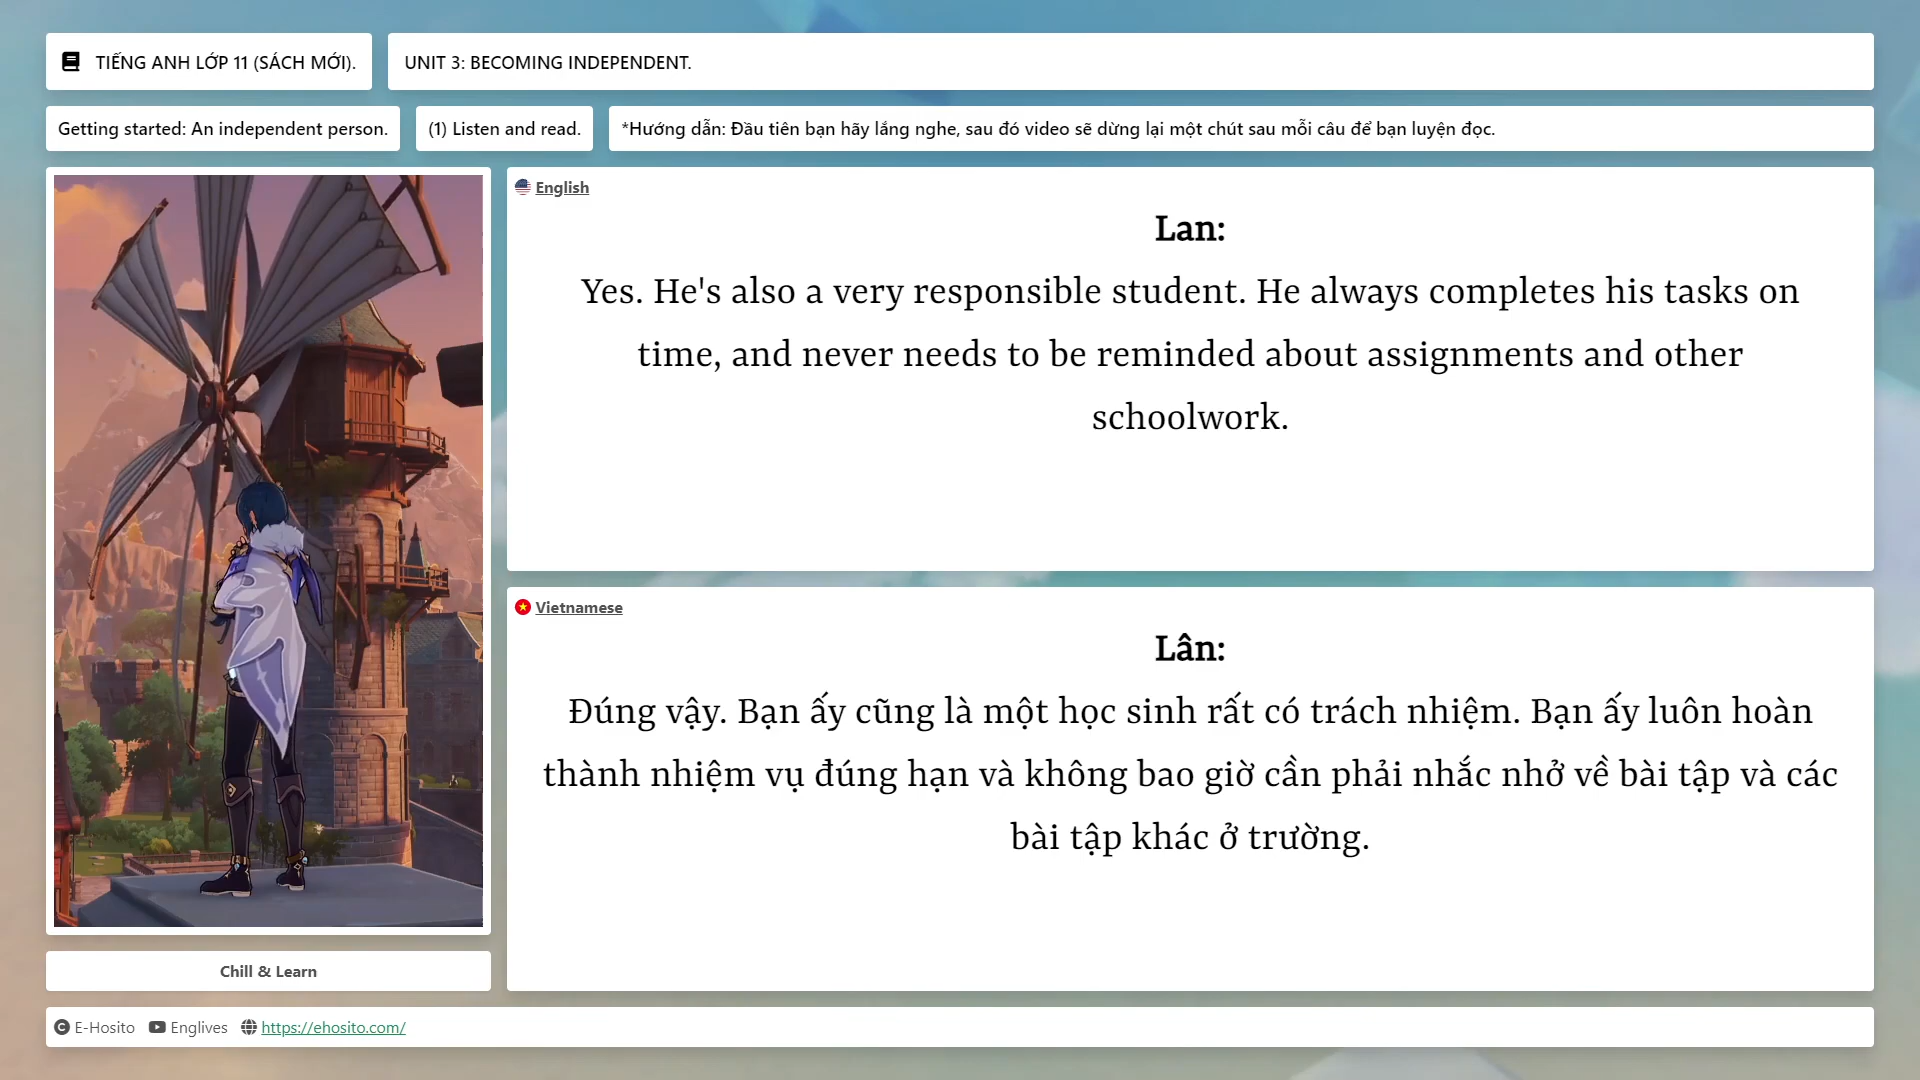 TIẾNG ANH LỚP 11 (SÁCH MỚI).
UNIT 3: BECOMING INDEPENDENT.
Getting started: An independent person.
(1) Listen and read.
*Hướng dẫn: Đầu tiên bạn hãy lắng nghe, sau đó video sẽ dừng lại một chút sau mỗi câu để bạn luyện đọc.
English
Lan:
Yes. He's also a very responsible student. He always completes his tasks on
time, and never needs to be reminded about assignments and other
schoolwork.
Vietnamese
Lân:
Đúng vậy. Bạn ấy cũng là một học sinh rất có trách nhiệm. Bạn ấy luôn hoàn
thành nhiệm vụ đúng hạn và không bao giờ cần phải nhắc nhở về bài tập và các
bài tập khác ở trường.
Chill & Learn
E-Hosito Englives https://ehosito.com/